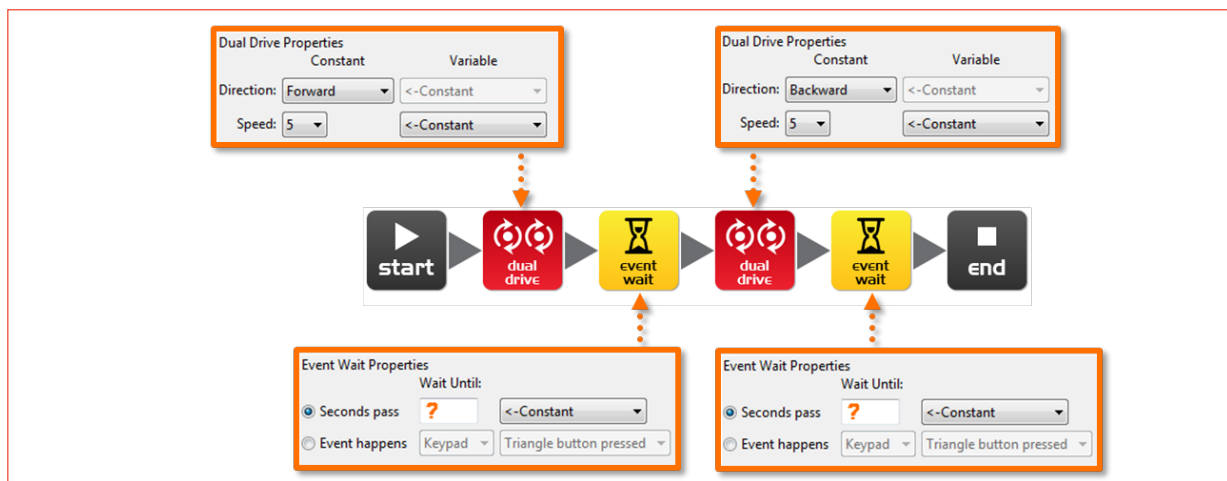 Dual Drive Properties
Constant Variable
Direction: Forward <-Constant
Speed: 5 <-Constant
Dual Drive Properties
Constant Variable
Direction: Backward <-Constant
Speed: 5 <-Constant
start
dual
drive
event
wait
dual
drive
event
wait
end
Event Wait Properties
Wait Until:
Seconds pass ? <-Constant
Event happens Keypad Triangle button pressed
Event Wait Properties
Wait Until:
Seconds pass ? <-Constant
Event happens Keypad Triangle button pressed